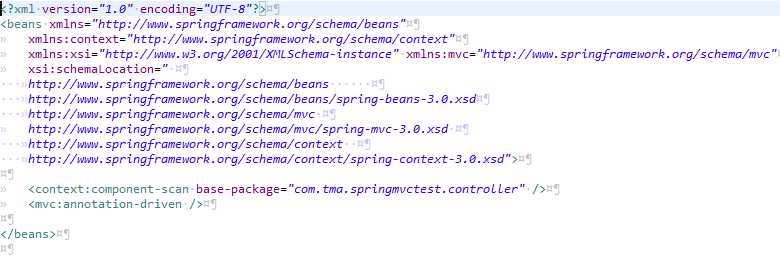 <?xml version="1.0" encoding="UTF-8"?>
<beans xmlns="http://www.springframework.org/schema/beans"
xmlns:context="http://www.springframework.org/schema/context"
xmlns:xsi="http://www.w3.org/2001/XMLSchema-instance" xmlns:mvc="http://www.springframework.org/schema/mvc"
xsi:schemaLocation="
http://www.springframework.org/schema/beans
http://www.springframework.org/schema/beans/spring-beans-3.0.xsd
http://www.springframework.org/schema/mvc
http://www.springframework.org/schema/mvc/spring-mvc-3.0.xsd
http://www.springframework.org/schema/context
http://www.springframework.org/schema/context/spring-context-3.0.xsd">
<context:component-scan base-package="com.tma.springmvctest.controller" />
<mvc:annotation-driven />
</beans>